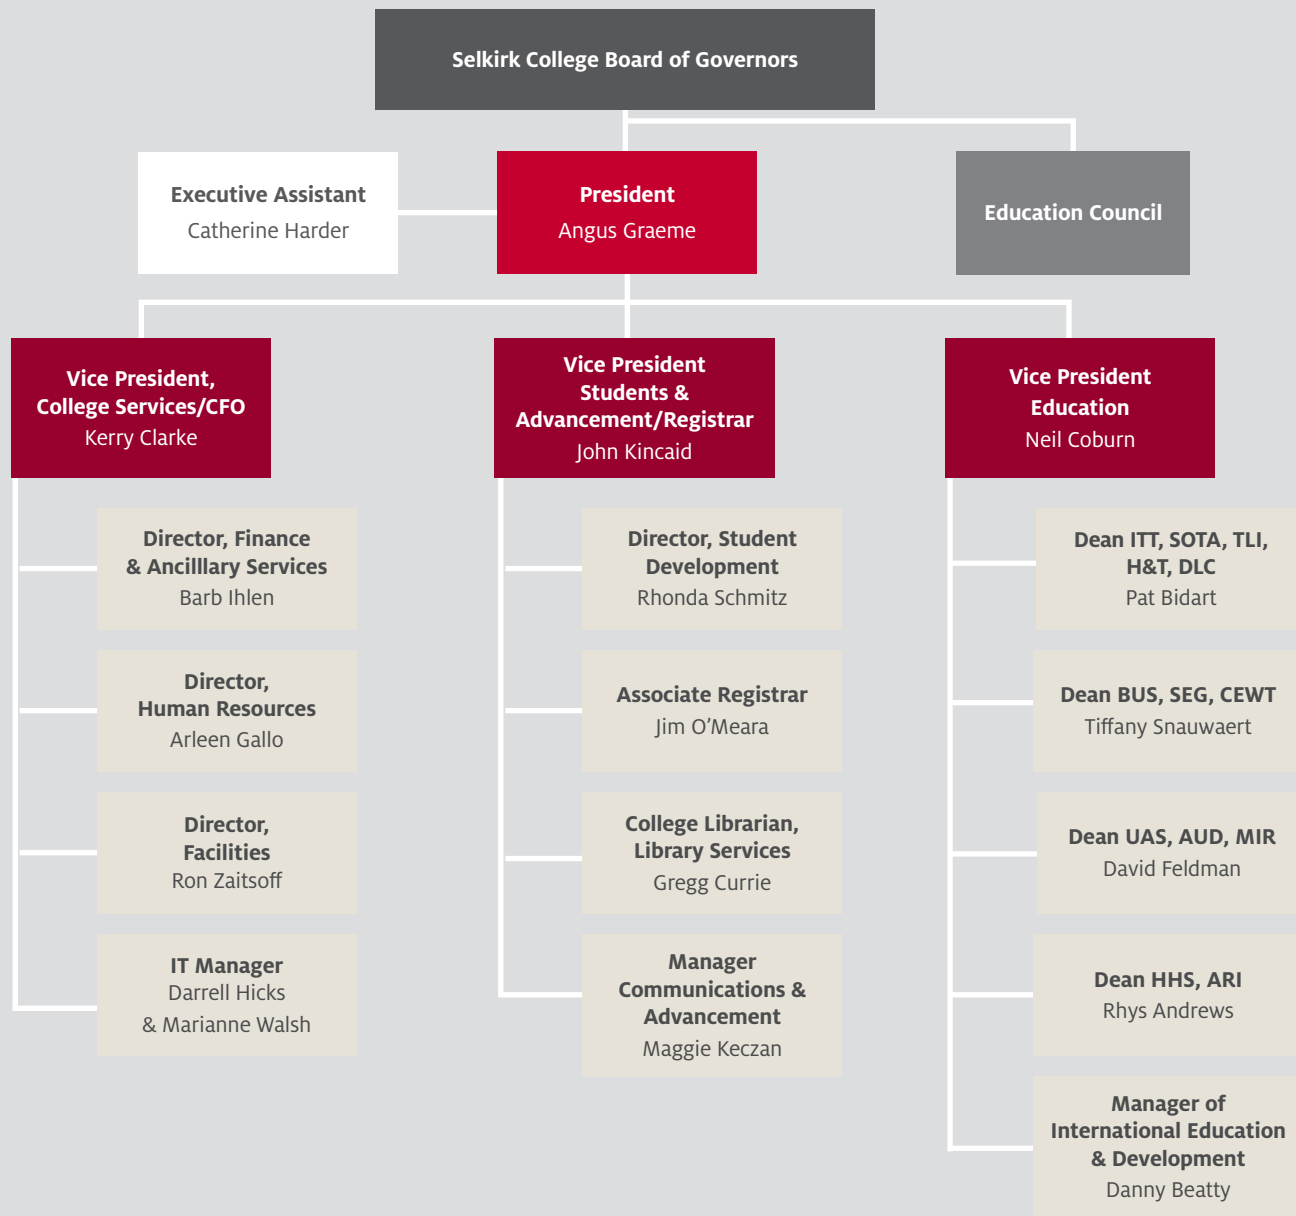 Selkirk College Board of Governors
Executive Assistant
Catherine Harder
President
Angus Graeme
Education Council
Vice President,
College Services/CFO
Kerry Clarke
Vice President
Students &
Advancement/Registrar
John Kincaid
Vice President
Education
Neil Coburn
Director, Finance
& Ancilllary Services
Barb Ihlen
Director,
Human Resources
Arleen Gallo
Director,
Facilities
Ron Zaitsoff
IT Manager
Darrell Hicks
& Marianne Walsh
Director, Student
Development
Rhonda Schmitz
Associate Registrar
Jim O’Meara
College Librarian,
Library Services
Gregg Currie
Manager
Communications &
Advancement
Maggie Keczan
Dean ITT, SOTA, TLI,
H&T, DLC
Pat Bidart
Dean BUS, SEG, CEWT
Tiffany Snauwaert
Dean UAS, AUD, MIR
David Feldman
Dean HHS, ARI
Rhys Andrews
Manager of
International Education
& Development
Danny Beatty